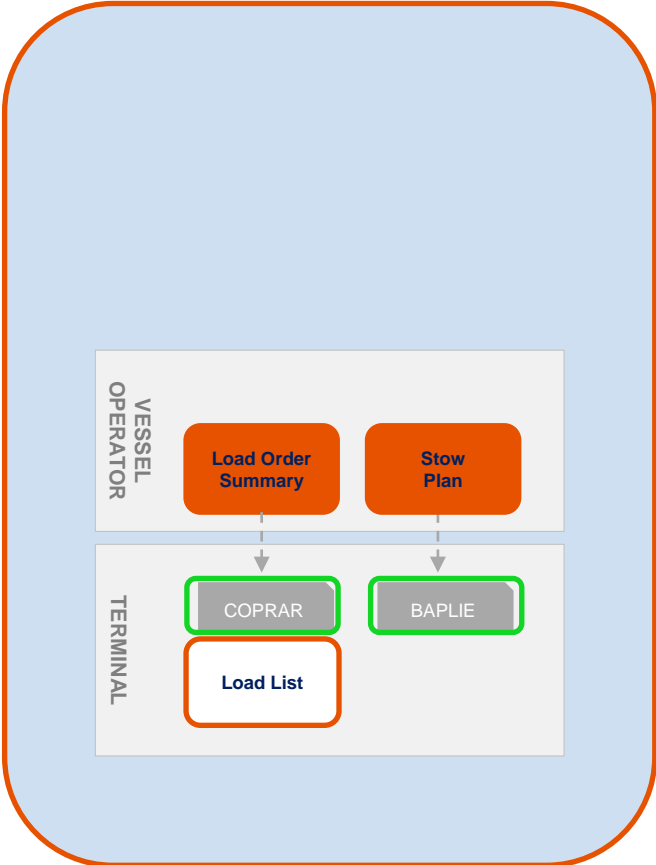 VESSEL
OPERATOR
Load Order
Summary
Stow
Plan
TERMINAL
COPRAR
BAPLIE
Load List